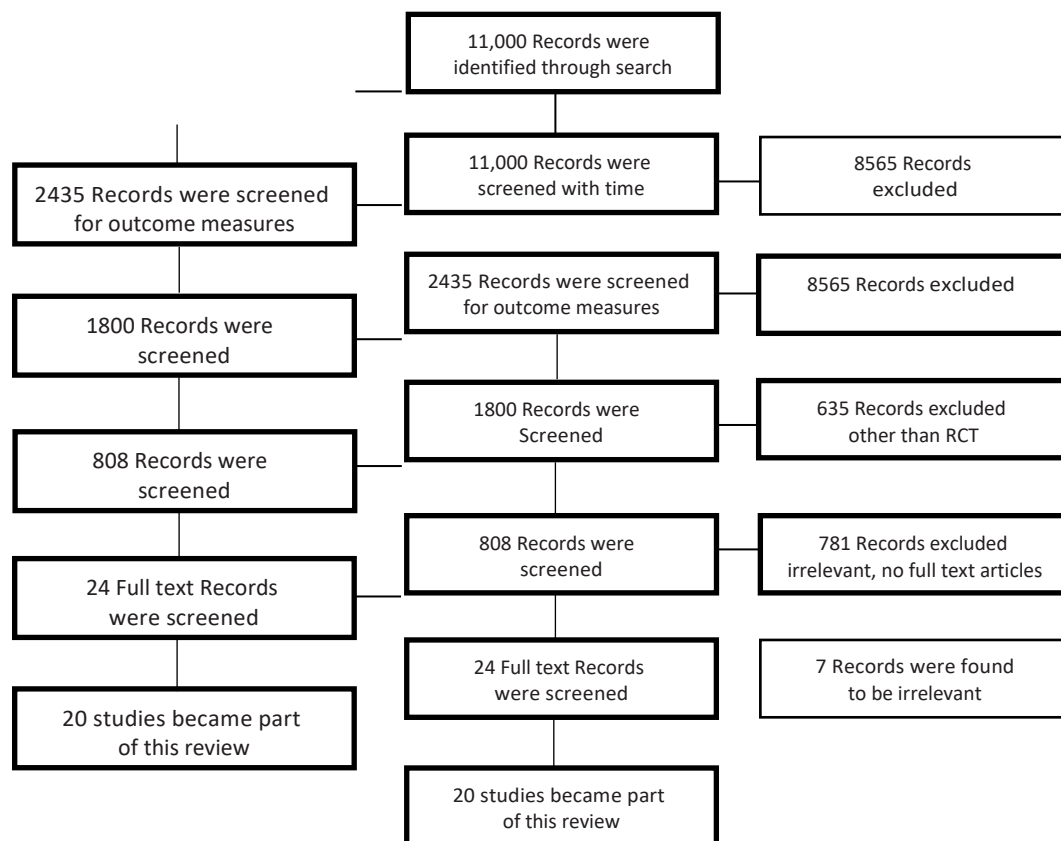 11,000 Records were
identified through search
11,000 Records were
screened with time
8565 Records
excluded
2435 Records were screened
for outcome measures
2435 Records were screened
for outcome measures
8565 Records excluded
1800 Records were
screened
1800 Records were
Screened
635 Records excluded
other than RCT
808 Records were
screened
808 Records were
screened
781 Records excluded
irrelevant, no full text articles
24 Full text Records
were screened
24 Full text Records
were screened
7 Records were found
to be irrelevant
20 studies became part
of this review
20 studies became part
of this review